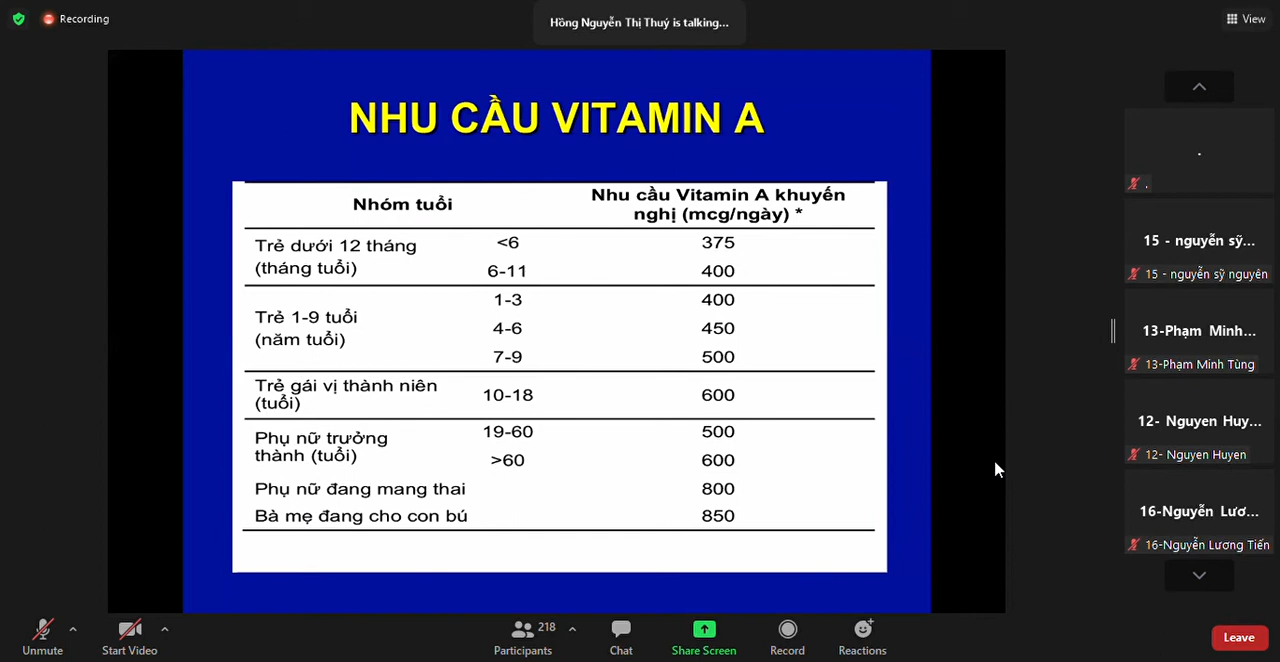 Recording
Hồng Nguyễn Thị Thuý is talking...
View
NHU CẦU VITAMIN A
Nhóm tuổi
Nhu cầu Vitamin A khuyến
nghị (mcg/ngày) *
Trẻ dưới 12 tháng
(tháng tuổi)
<6 375
6-11 400
Trẻ 1-9 tuổi
(năm tuổi)
1-3 400
4-6 450
7-9 500
Trẻ gái vị thành niên
(tuổi)
10-18 600
Phụ nữ trưởng
thành (tuổi)
19-60 500
>60 600
Phụ nữ đang mang thai 800
Bà mẹ đang cho con bú 850
.
.
15 - nguyễn sỹ...
15 - nguyễn sỹ nguyên
13-Phạm Minh...
13-Phạm Minh Tùng
12- Nguyen Huy...
12- Nguyen Huyen
16-Nguyễn Lươ...
16-Nguyễn Lương Tiến
Unmute
Start Video
218
Participants
Chat
Share Screen
Record
Reactions
Leave